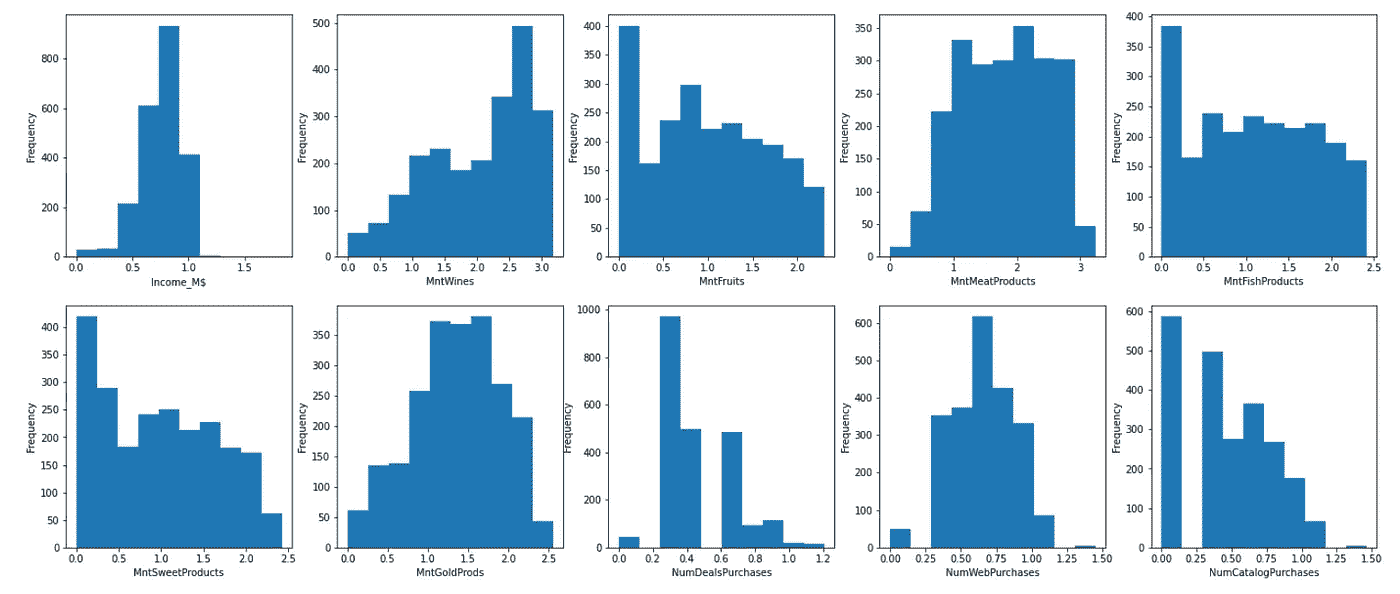 Frequency
800
600
400
200
0
0.0 0.5 1.0 1.5
Income_M$
Frequency
500
400
300
200
100
0
0.0 0.5 1.0 1.5 2.0 2.5 3.0
MntWines
Frequency
400
350
300
250
200
150
100
50
0
0.0 0.5 1.0 1.5 2.0
MntFruits
Frequency
350
300
250
200
150
100
50
0
0 1 2 3
MntMeatProducts
Frequency
400
350
300
250
200
150
100
50
0
0.0 0.5 1.0 1.5 2.0 2.5
MntFishProducts
Frequency
400
350
300
250
200
150
100
50
0
0.0 0.5 1.0 1.5 2.0 2.5
MntSweetProducts
Frequency
350
300
250
200
150
100
50
0
0.0 0.5 1.0 1.5 2.0 2.5
MntGoldProds
Frequency
1000
800
600
400
200
0
0.0 0.2 0.4 0.6 0.8 1.0 1.2
NumDealsPurchases
Frequency
600
500
400
300
200
100
0
0.00 0.25 0.50 0.75 1.00 1.25 1.50
NumWebPurchases
Frequency
600
500
400
300
200
100
0
0.00 0.25 0.50 0.75 1.00 1.25 1.50
NumCatalogPurchases